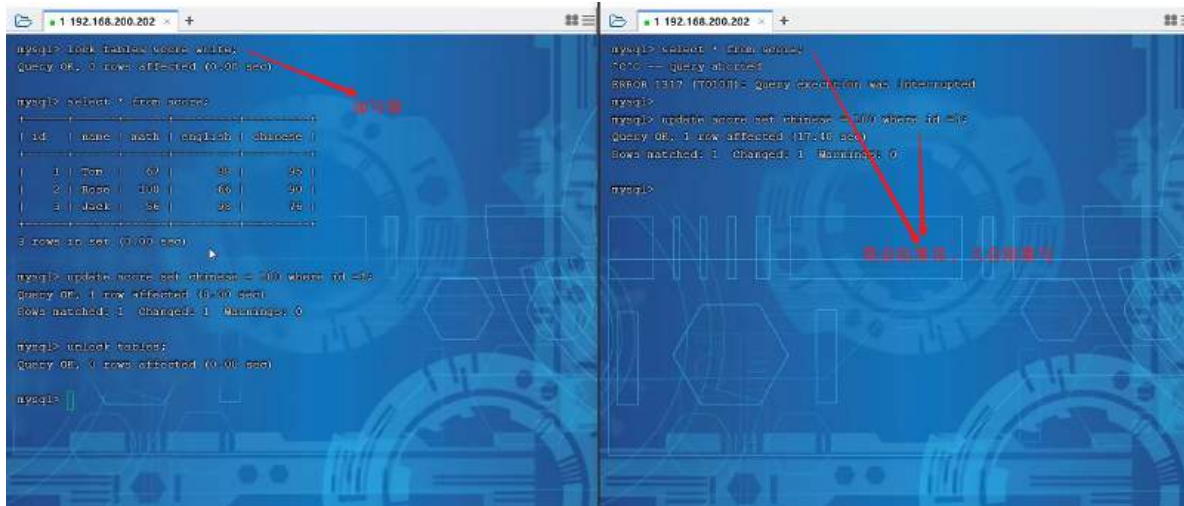 1 192.168.200.202 × +
mysql> lock tables score write;
Query OK, 0 rows affected (0.00 sec)
mysql> select * from score;
| id | name | math | english | chinese |
| 1 | Tom | 67 | 95 |
| 2 | Rose | 100 | 66 | 90 |
| 3 | Jack | 56 | 98 | 76 |
3 rows in set (0.00 sec)
mysql> update score set chinese = 100 where id
Query OK, 1 row affected (0.00 sec)
Rows matched: 1 Changed: 1 Warnings: 0
mysql> unlock tables;
Query OK, 0 rows affected (0.00 sec)
mysql>
加写锁
1 192.168.200.202 × +
mysql> select * from score;
-- query aborted
ERROR 1317 (70100): Query execution was interrupted
mysql>
mysql> update score set chinese = 100 where id
Query OK, 1 row affected (17.40 sec)
Rows matched: 1 Changed: 1 Warnings: 0
mysql>